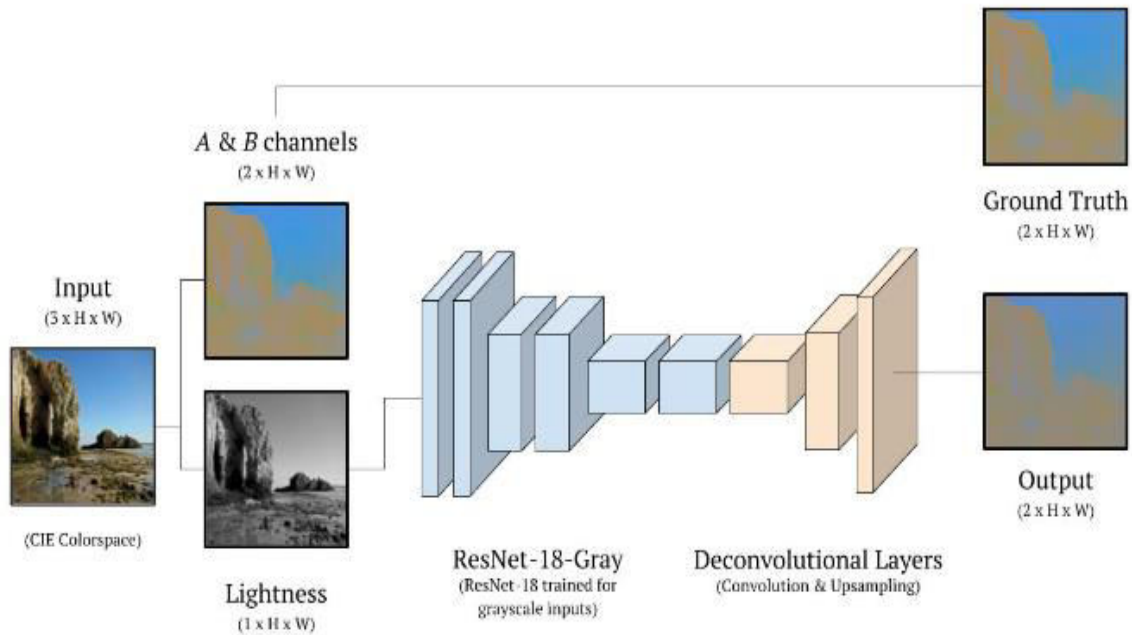 A & B channels
(2 x H x W)
Ground Truth
(2 x H x W)
Input
(3 x H x W)
(CIE Colorspace)
Lightness
(1 x H x W)
ResNet-18-Gray
(ResNet-18 trained for
grayscale inputs)
Deconvolutional Layers
(Convolution & Upsampling)
Output
(2 x H x W)